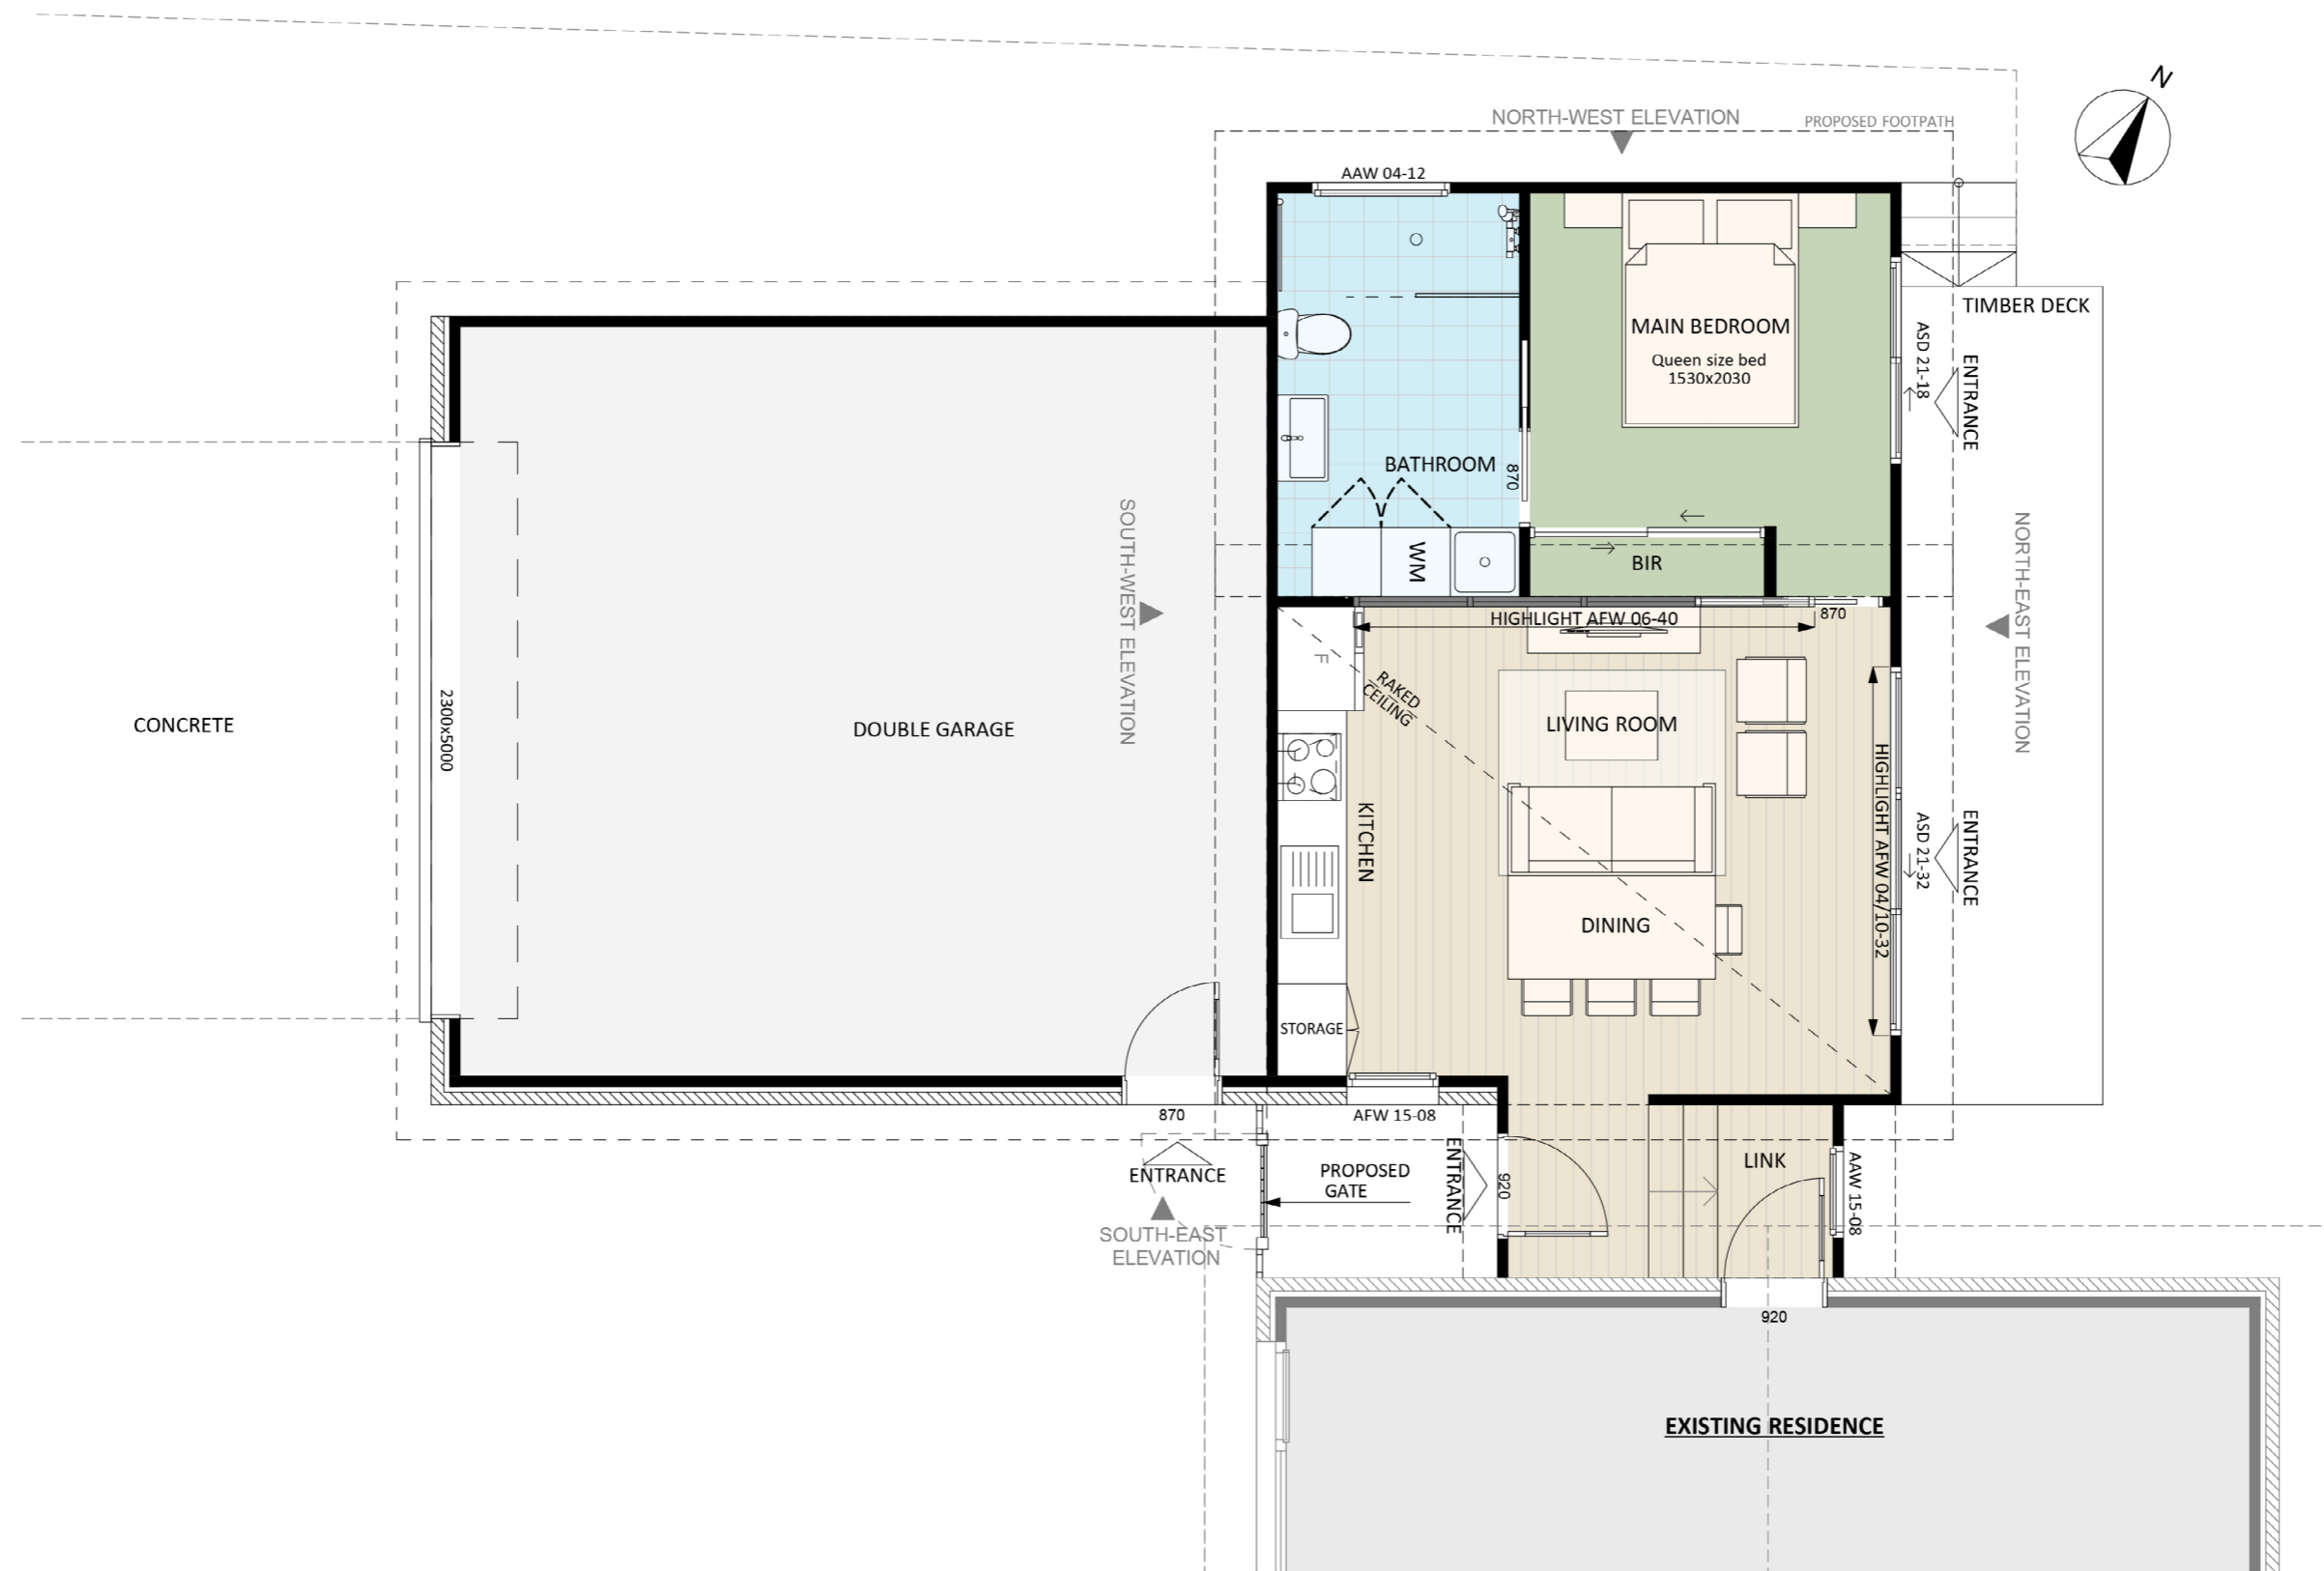 N
NORTH-WEST ELEVATION
PROPOSED FOOTPATH
AAW 04-12
TIMBER DECK
MAIN BEDROOM
Queen size bed
1530x2030
ASD 21-18
ENTRANCE
BATHROOM
870
WM
BIR
SOUTH-WEST ELEVATION
NORTH-EAST ELEVATION
HIGHLIGHT AFW 06-40
870
F
RAKED
CEILING
CONCRETE
2300x5000
DOUBLE GARAGE
LIVING ROOM
KITCHEN
HIGHLIGHT AFW 04/10-32
ASD 21-32
ENTRANCE
DINING
STORAGE
870
AFW 15-08
ENTRANCE
PROPOSED
GATE
ENTRANCE
920
LINK
AAW 15-08
SOUTH-EAST
ELEVATION
920
EXISTING RESIDENCE